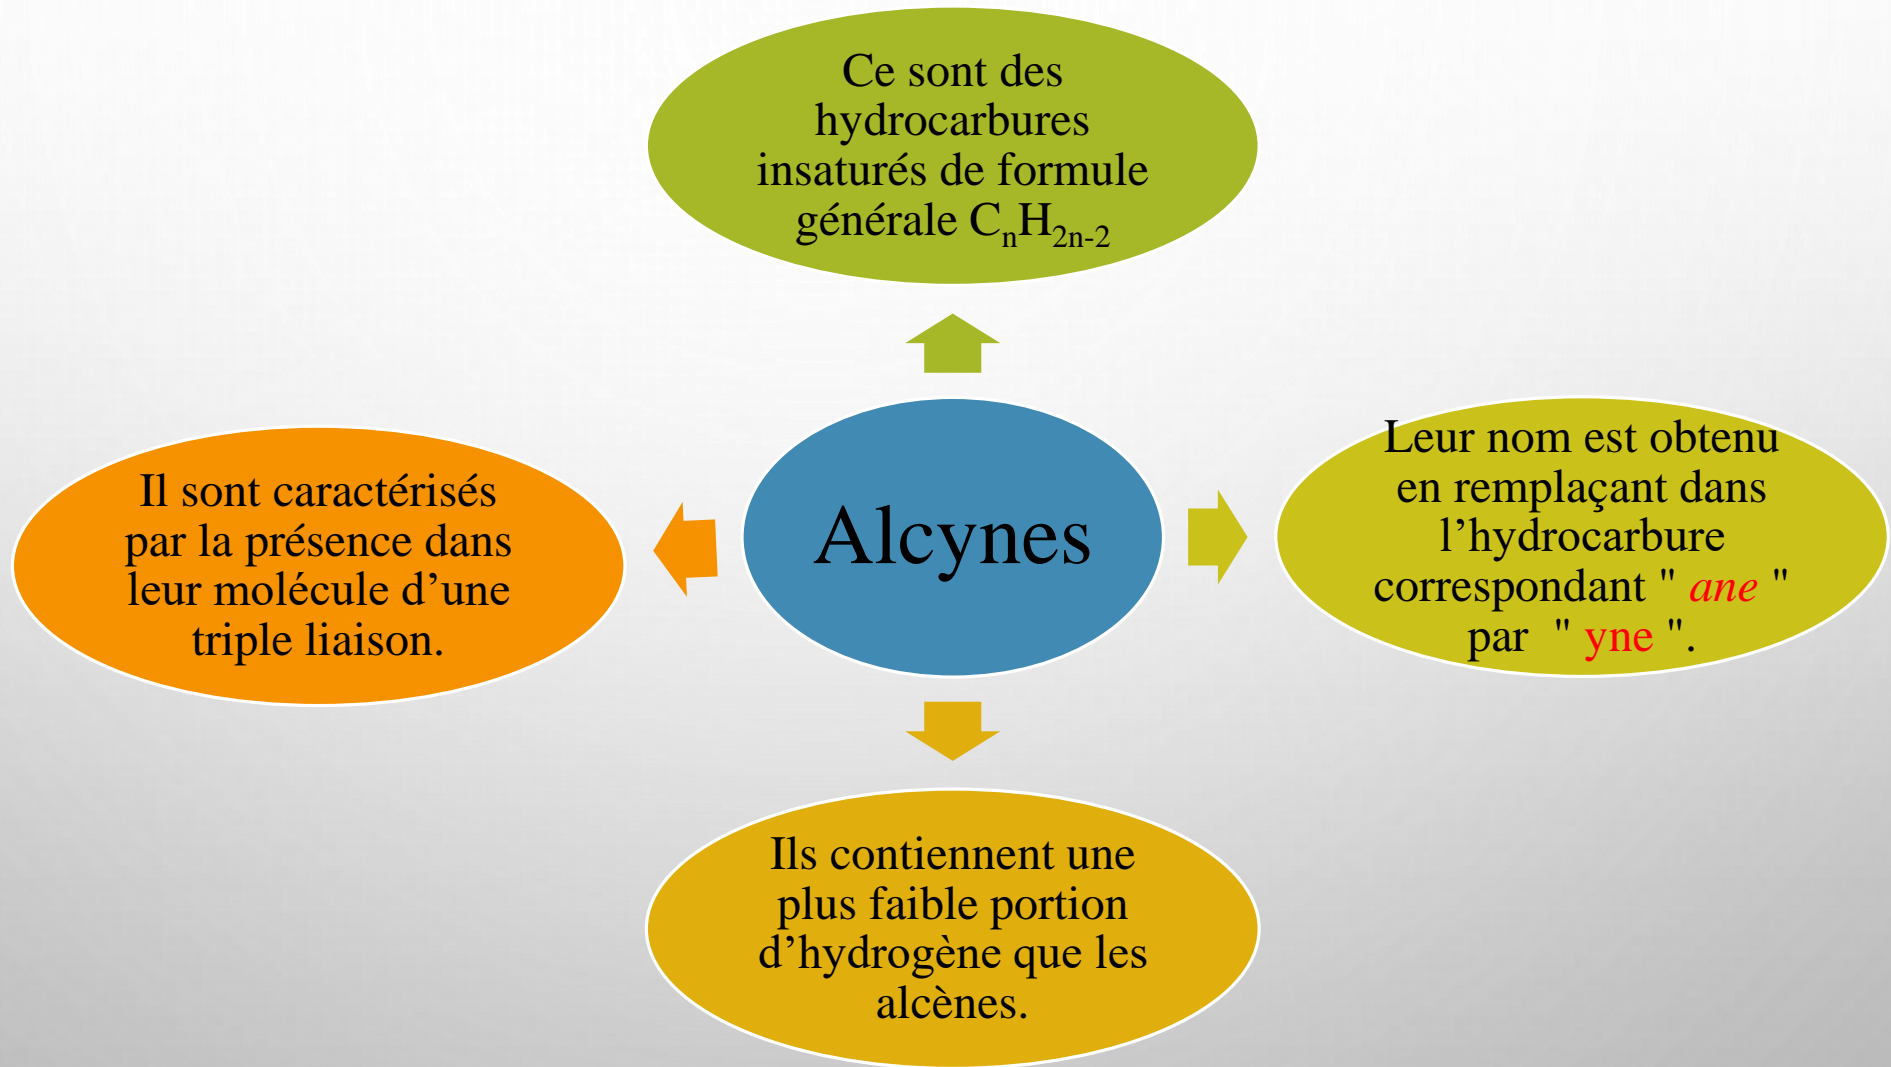 Ce sont des
hydrocarbures
insaturés de formule
générale CₙH₂ₙ₋₂
Il sont caractérisés
par la présence dans
leur molécule d’une
triple liaison.
Alcynes
Leur nom est obtenu
en remplaçant dans
l’hydrocarbure
correspondant " ane "
par " yne ".
Ils contiennent une
plus faible portion
d’hydrogène que les
alcènes.